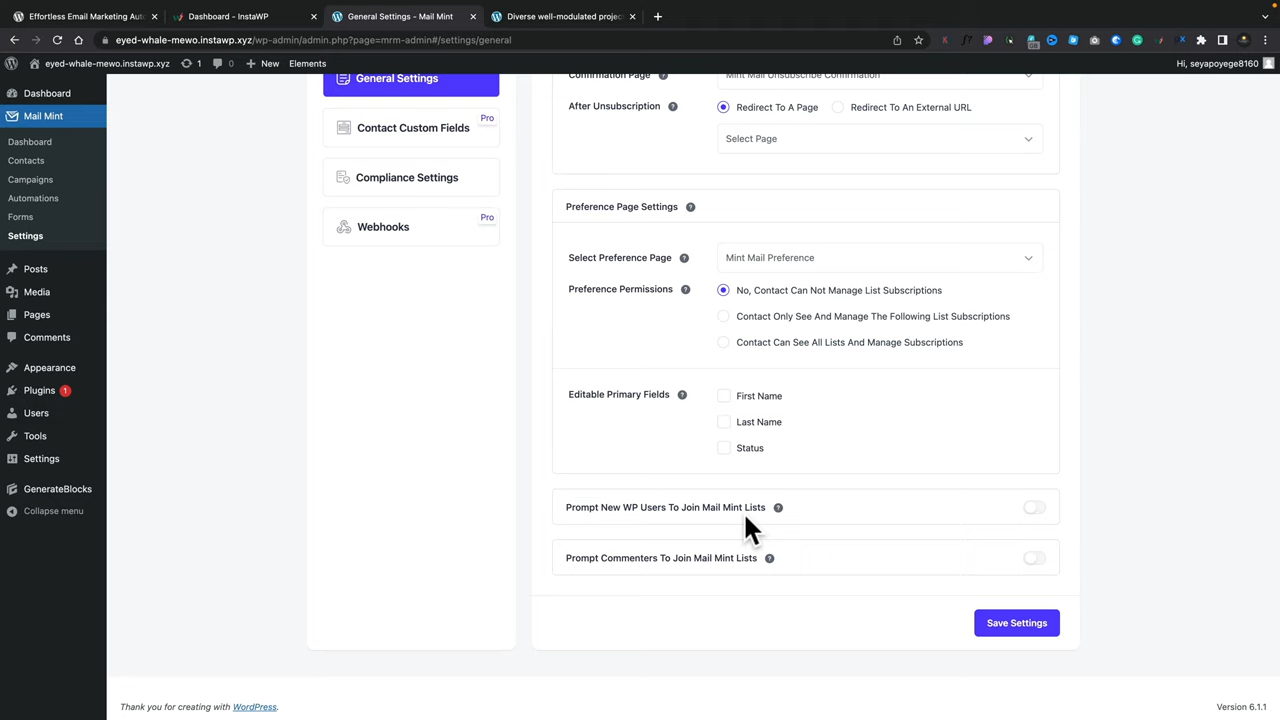 Effortless Email Marketing Auto
Dashboard - InstaWP
General Settings - Mail Mint
Diverse well-modulated project
eyed-whale-mewo.instawp.xyz/wp-admin/admin.php?page=mrm-admin#/settings/general
eyed-whale-mewo.instawp.xyz 1 0 New Elements Hi, seyapoyege8160
Dashboard
Mail Mint
Dashboard
Contacts
Campaigns
Automations
Forms
Settings
Posts
Media
Pages
Comments
Appearance
Plugins 1
Users
Tools
Settings
GenerateBlocks
Collapse menu
General Settings
Contact Custom Fields Pro
Compliance Settings
Webhooks Pro
Confirmation Page Mint Mail Unsubscribe Confirmation
After Unsubscription Redirect To A Page Redirect To An External URL
Select Page
Preference Page Settings
Select Preference Page Mint Mail Preference
Preference Permissions No, Contact Can Not Manage List Subscriptions
Contact Only See And Manage The Following List Subscriptions
Contact Can See All Lists And Manage Subscriptions
Editable Primary Fields First Name
Last Name
Status
Prompt New WP Users To Join Mail Mint Lists
Prompt Commenters To Join Mail Mint Lists
Save Settings
Thank you for creating with WordPress. Version 6.1.1